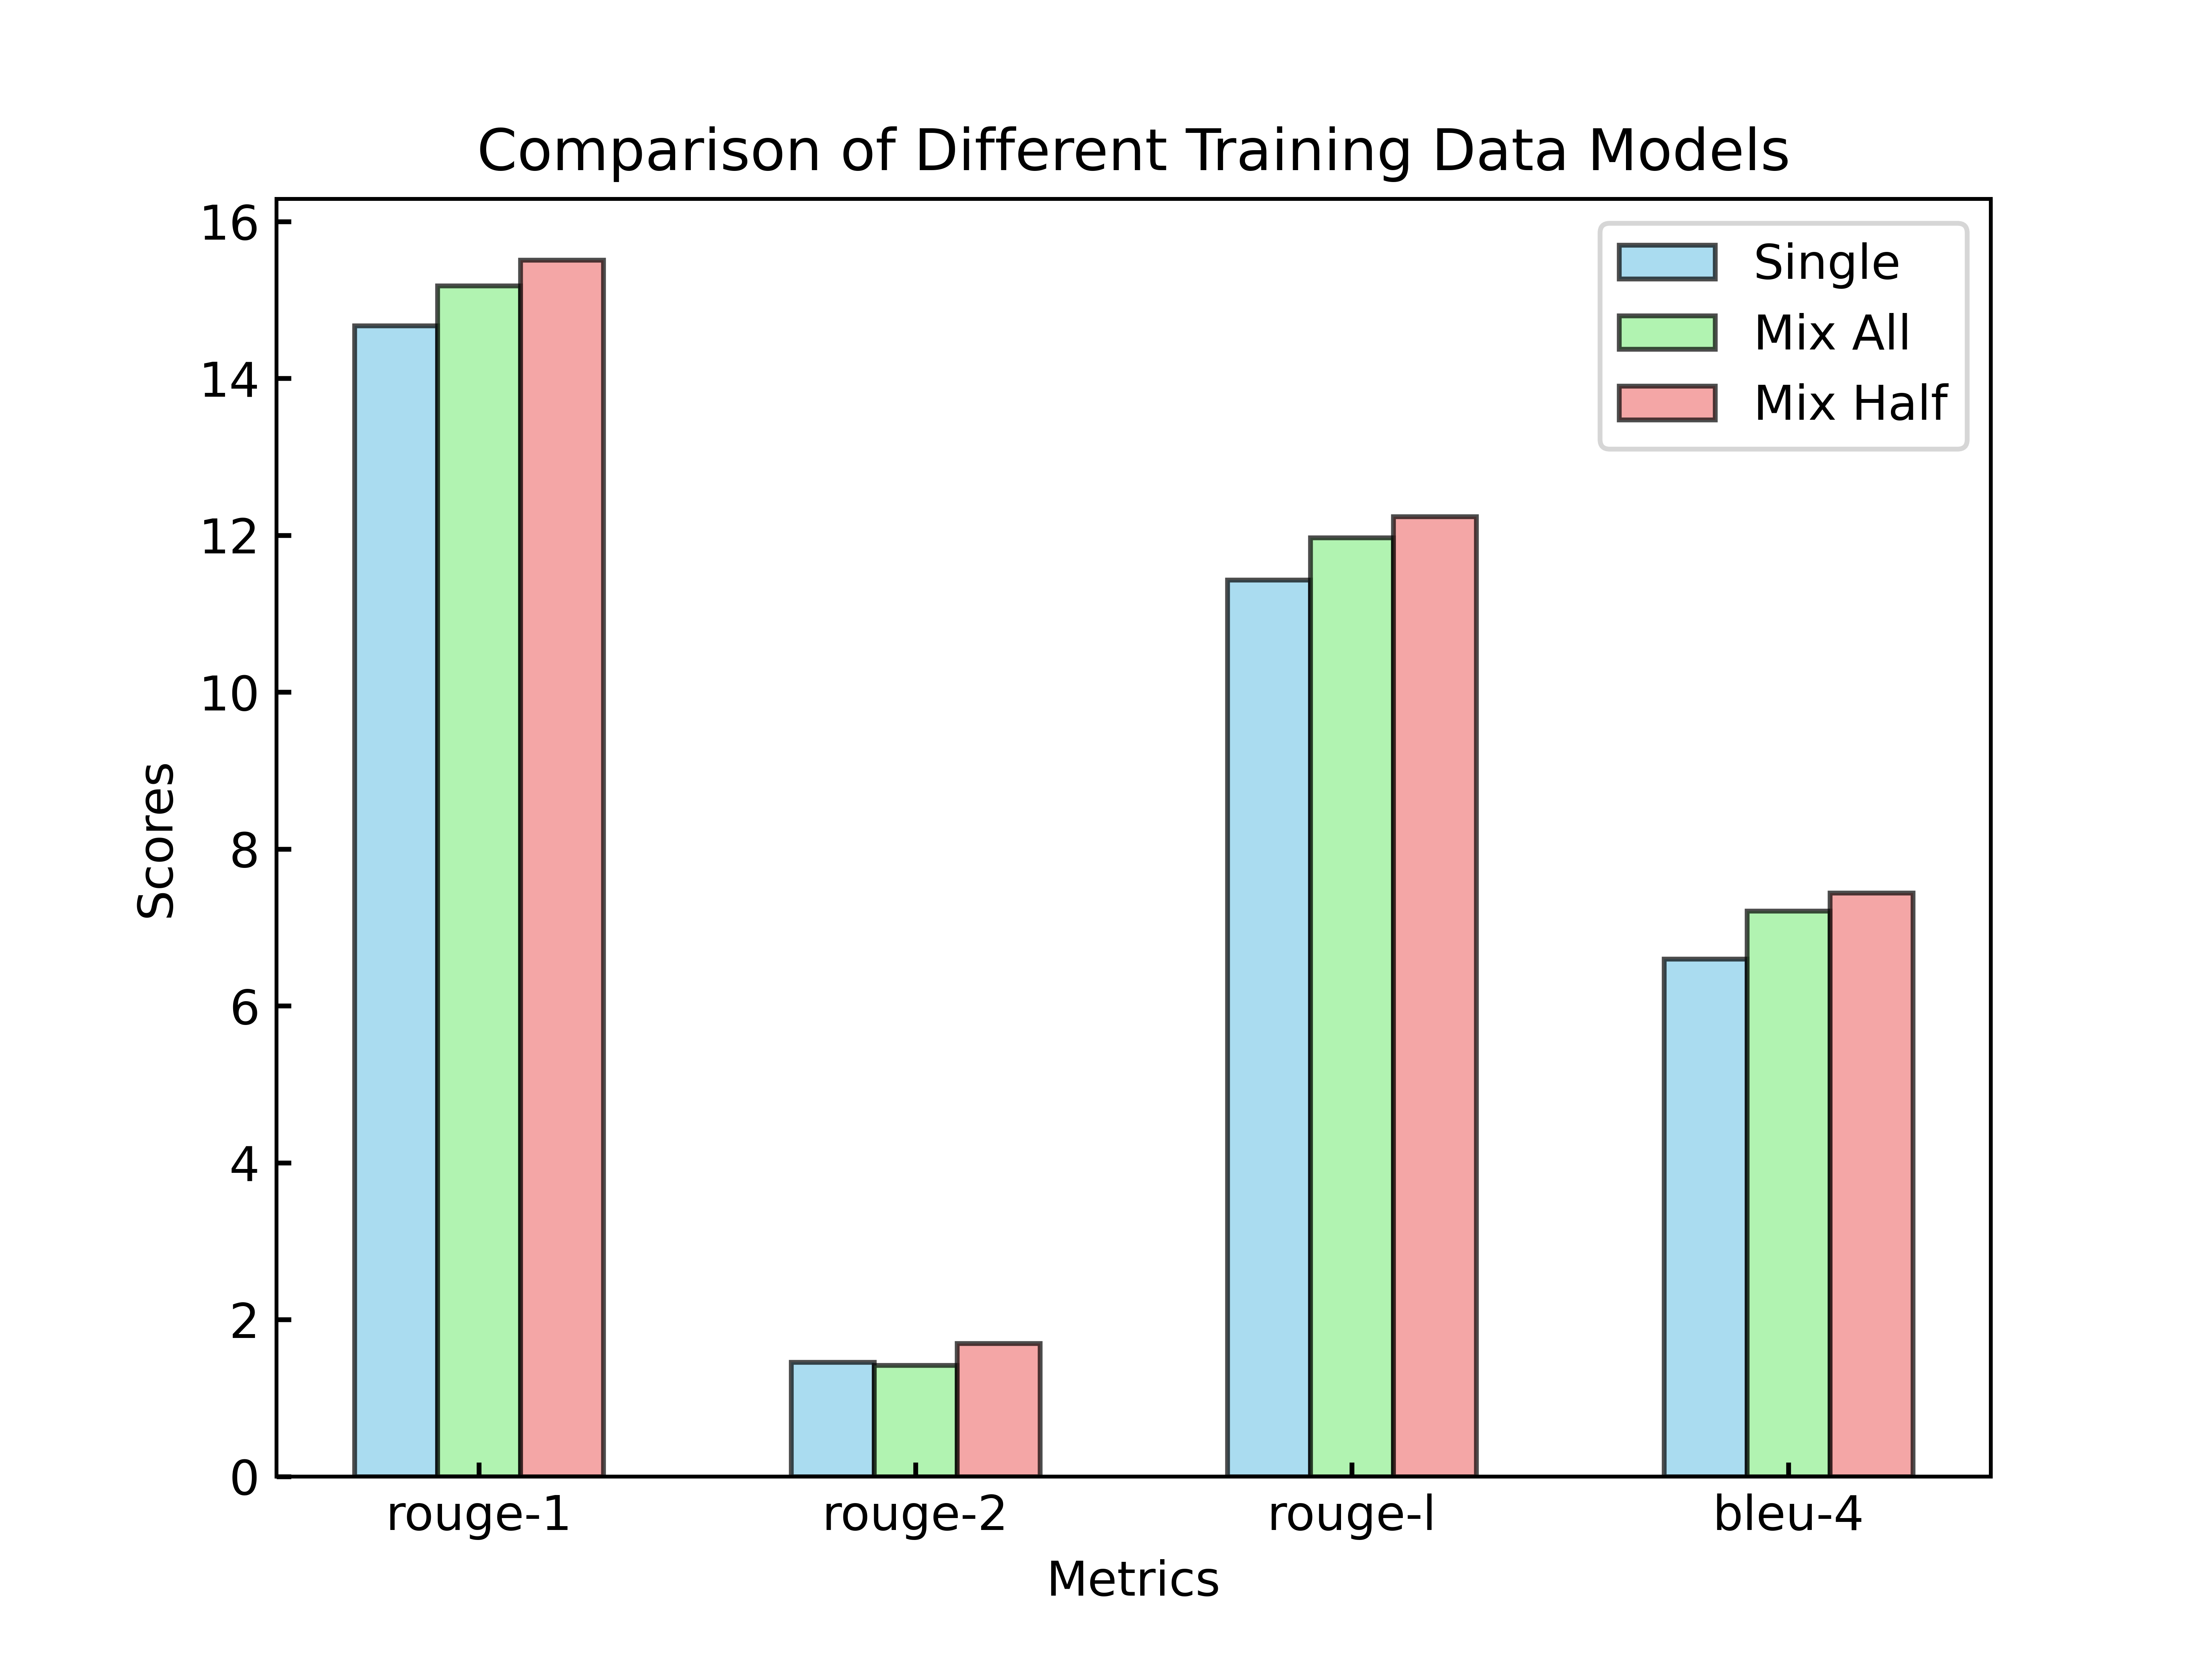 Comparison of Different Training Data Models
16
14
12
10
8
6
4
2
0
Scores
Single
Mix All
Mix Half
rouge-1 rouge-2 rouge-l bleu-4
Metrics